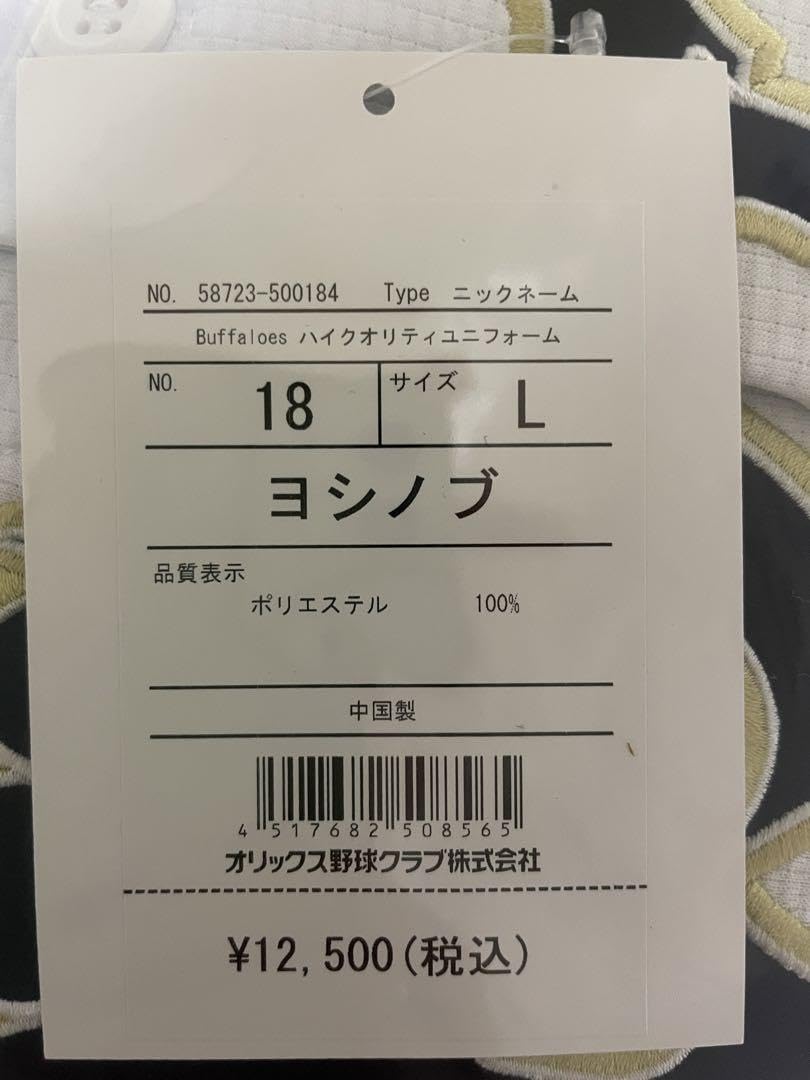 NO. 58723-500184 Type ニックネーム
Buffaloes ハイクオリティユニフォーム
NO. 18 サイズ L
ヨシノブ
品質表示
ポリエステル 100%
中国製
4 517682 508565
オリックス野球クラブ株式会社
¥12,500(税込)